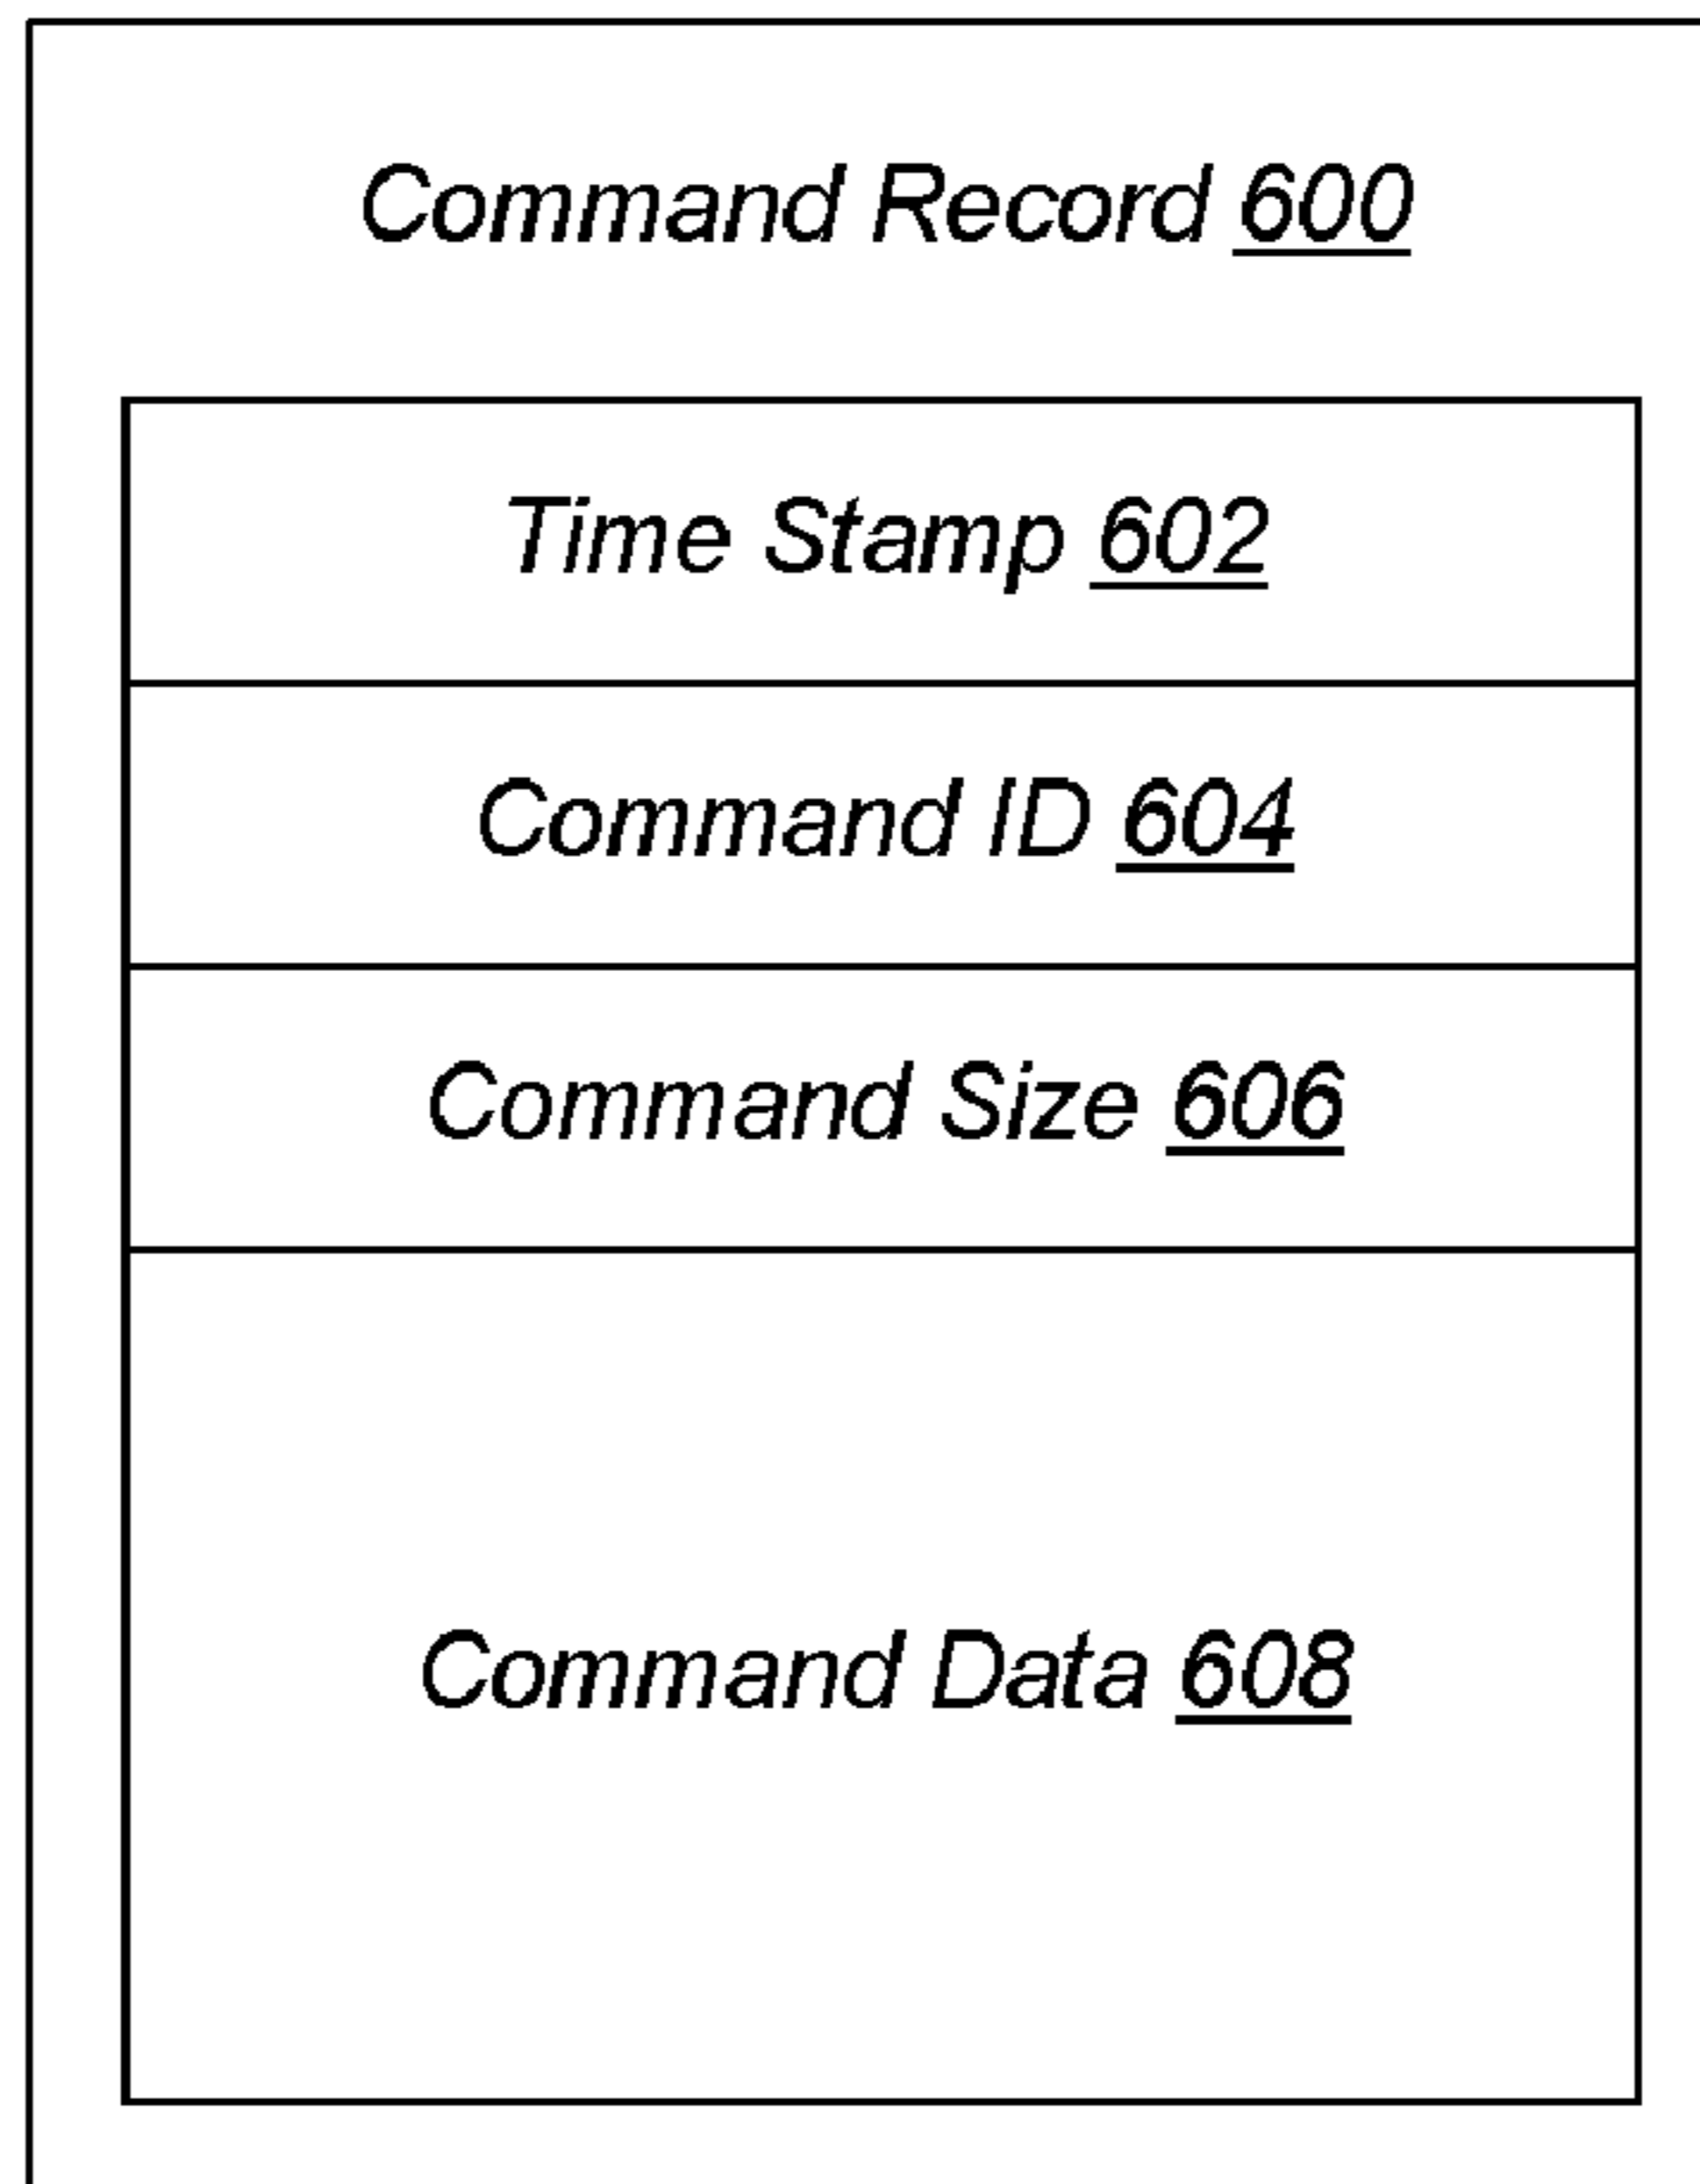 Command Record 600
Time Stamp 602
Command ID 604
Command Size 606
Command Data 608